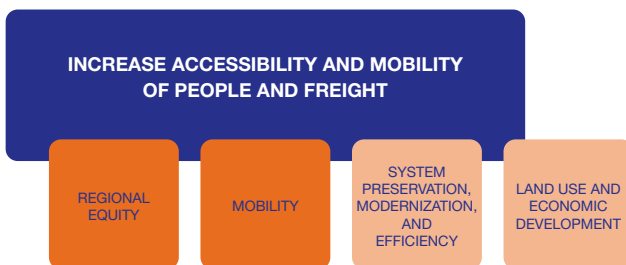 INCREASE ACCESSIBILITY AND MOBILITY
OF PEOPLE AND FREIGHT
REGIONAL
EQUITY
MOBILITY
SYSTEM
PRESERVATION,
MODERNIZATION,
AND
EFFICIENCY
LAND USE AND
ECONOMIC
DEVELOPMENT